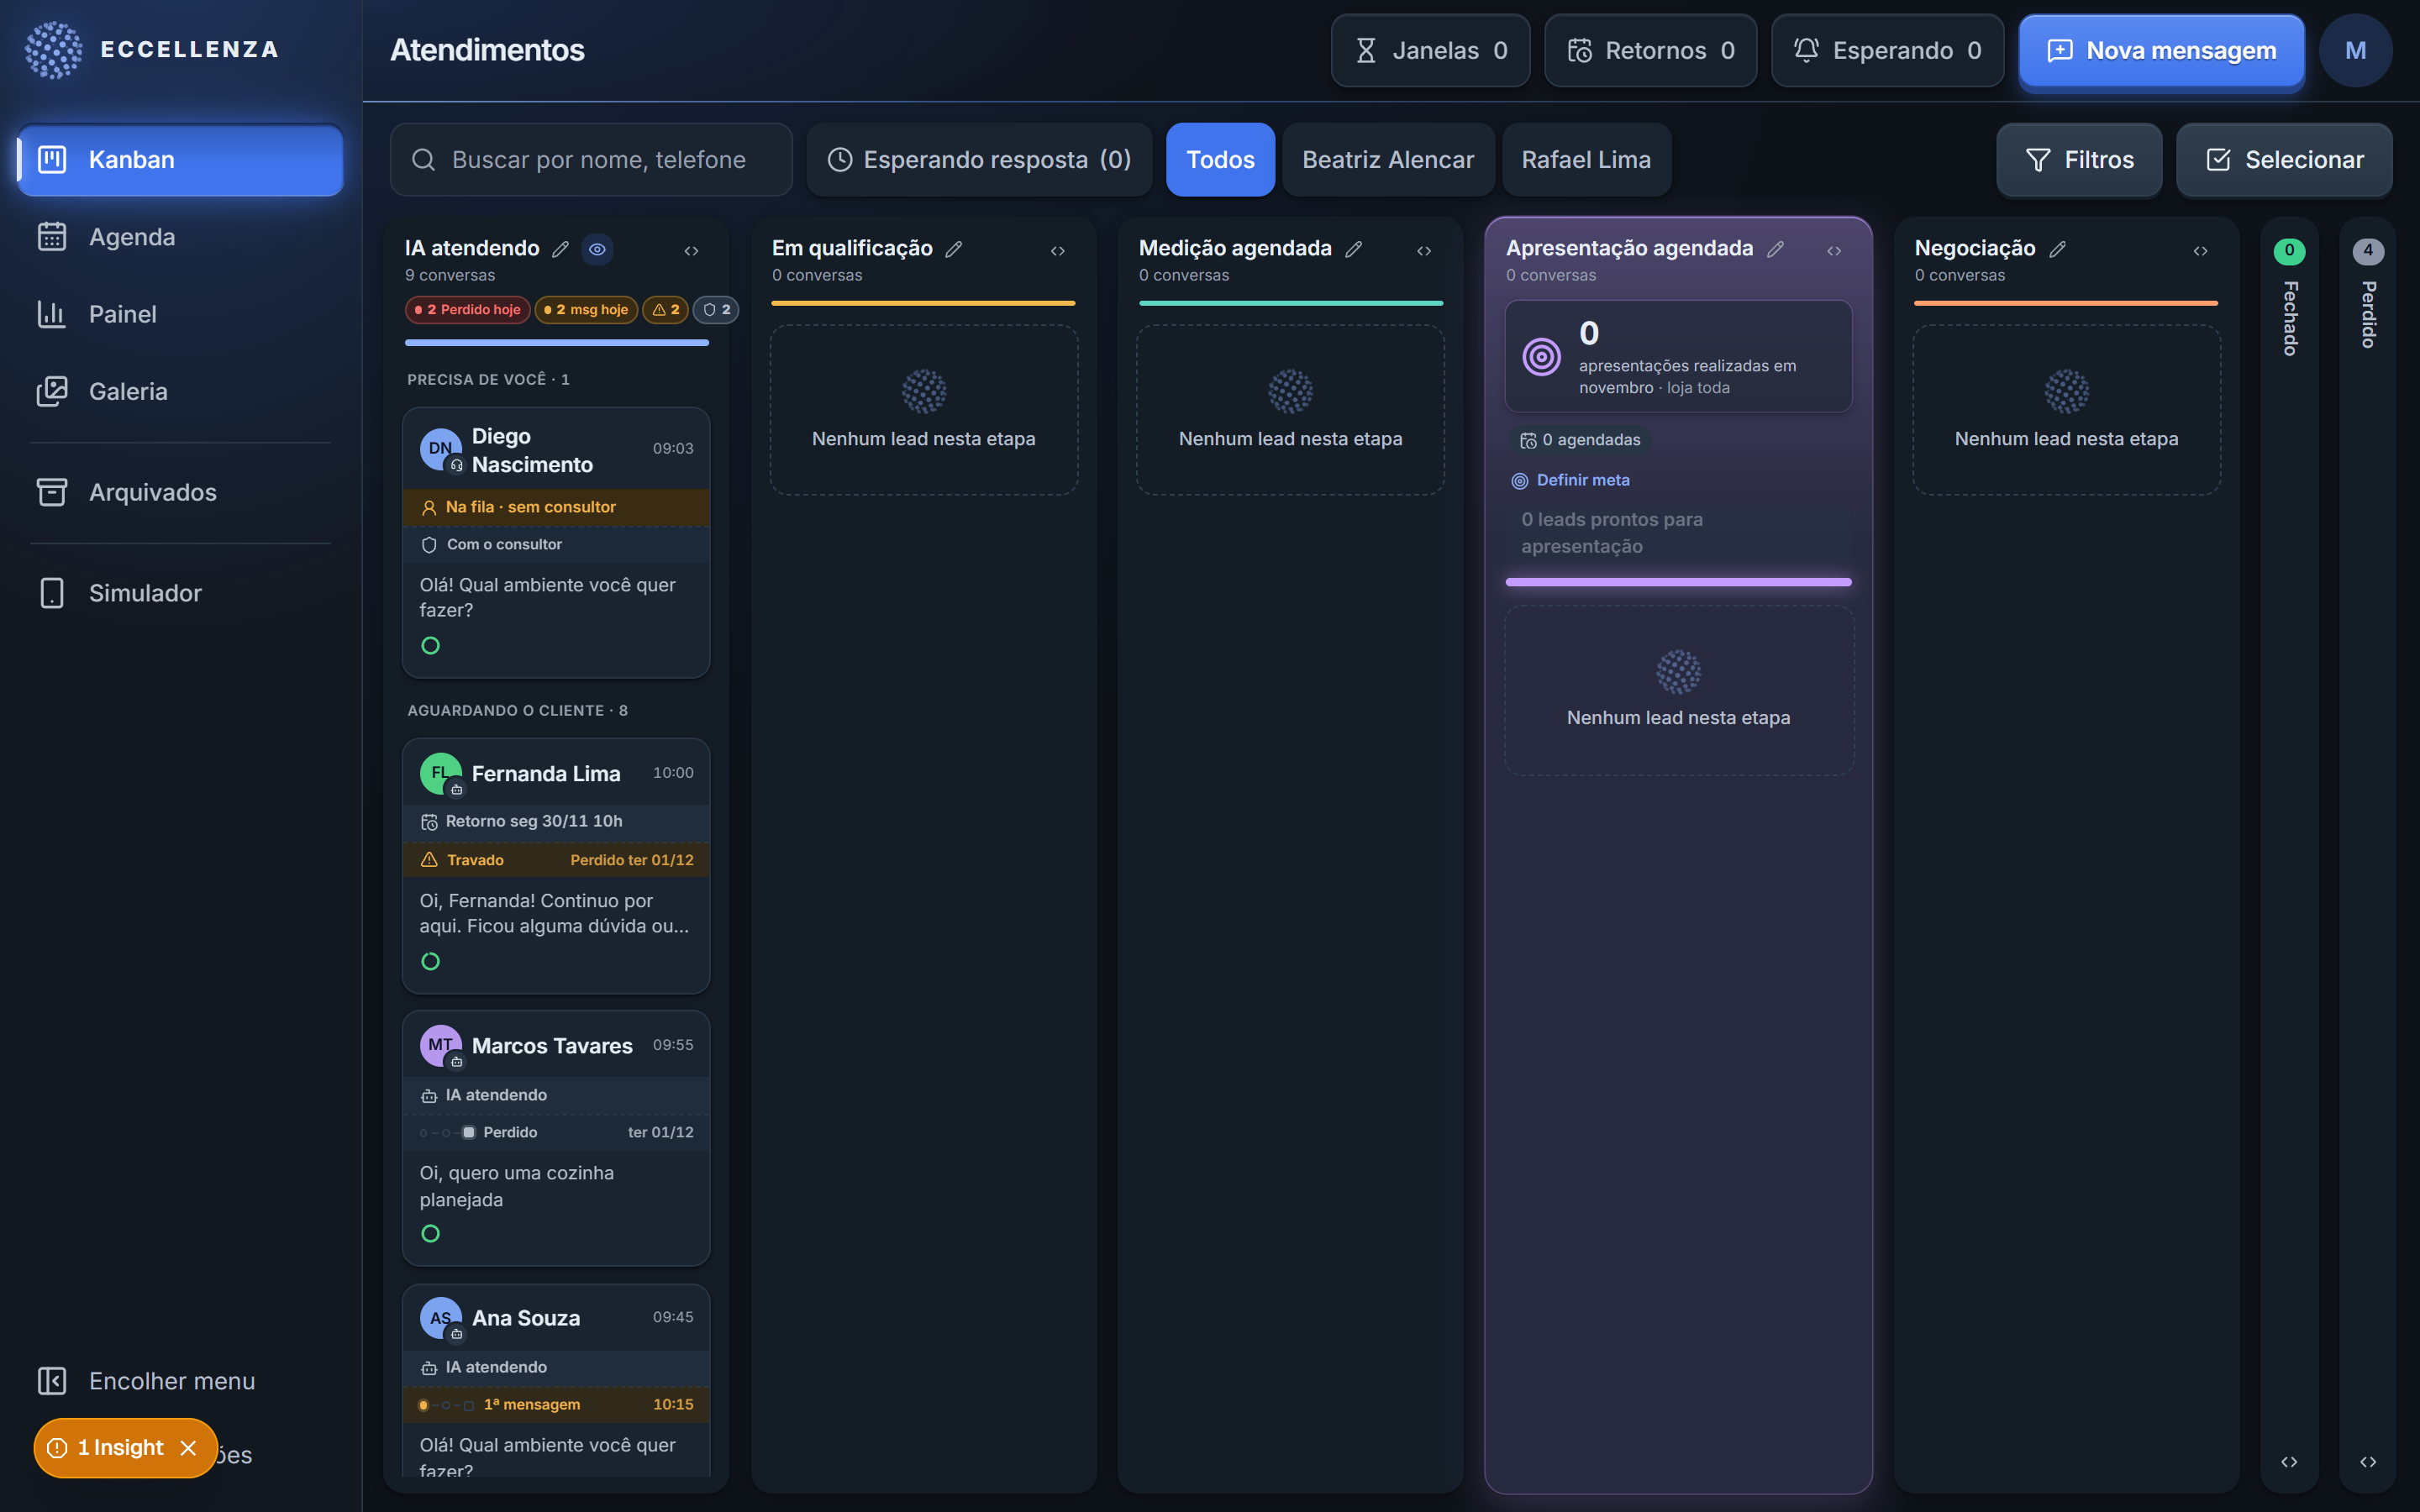 ECCELLENZA
Kanban
Agenda
Painel
Galeria
Arquivados
Simulador
Encolher menu
1 Insight
ões
Atendimentos
Janelas 0
Retornos 0
Esperando 0
Nova mensagem
M
Buscar por nome, telefone
Esperando resposta (0)
Todos
Beatriz Alencar
Rafael Lima
Filtros
Selecionar
IA atendendo
9 conversas
2 Perdido hoje
2 msg hoje
2
2
PRECISA DE VOCÊ · 1
DN
Diego
Nascimento
09:03
Na fila · sem consultor
Com o consultor
Olá! Qual ambiente você quer
fazer?
AGUARDANDO O CLIENTE · 8
FL
Fernanda Lima
10:00
Retorno seg 30/11 10h
Travado
Perdido ter 01/12
Oi, Fernanda! Continuo por
aqui. Ficou alguma dúvida ou...
MT
Marcos Tavares
09:55
IA atendendo
Perdido
ter 01/12
Oi, quero uma cozinha
planejada
AS
Ana Souza
09:45
IA atendendo
1ª mensagem
10:15
Olá! Qual ambiente você quer
fazer?
Em qualificação
0 conversas
Nenhum lead nesta etapa
Medição agendada
0 conversas
Nenhum lead nesta etapa
Apresentação agendada
0 conversas
0
apresentações realizadas em
novembro · loja toda
0 agendadas
Definir meta
0 leads prontos para
apresentação
Nenhum lead nesta etapa
Negociação
0 conversas
Nenhum lead nesta etapa
0
Fechado
4
Perdido